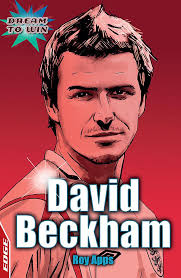 DREAM
TO WIN
David
Beckham
Roy Apps
EDGE